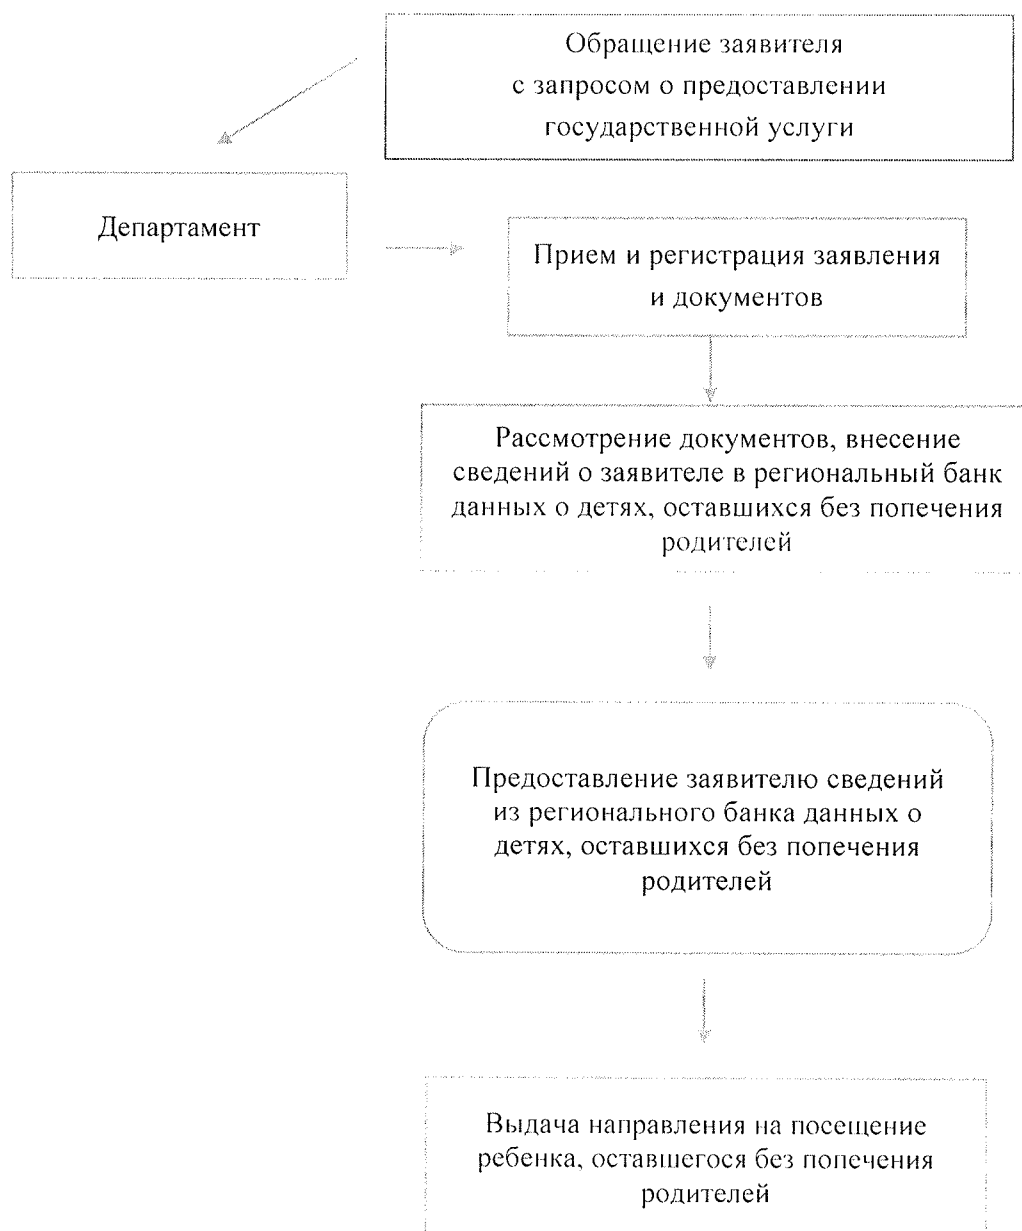 Обращение заявителя
с запросом о предоставлении
государственной услуги
Департамент
Прием и регистрация заявления
и документов
Рассмотрение документов, внесение
сведений о заявителе в региональный банк
данных о детях, оставшихся без попечения
родителей
Предоставление заявителю сведений
из регионального банка данных о
детях, оставшихся без попечения
родителей
Выдача направления на посещение
ребенка, оставшегося без попечения
родителей